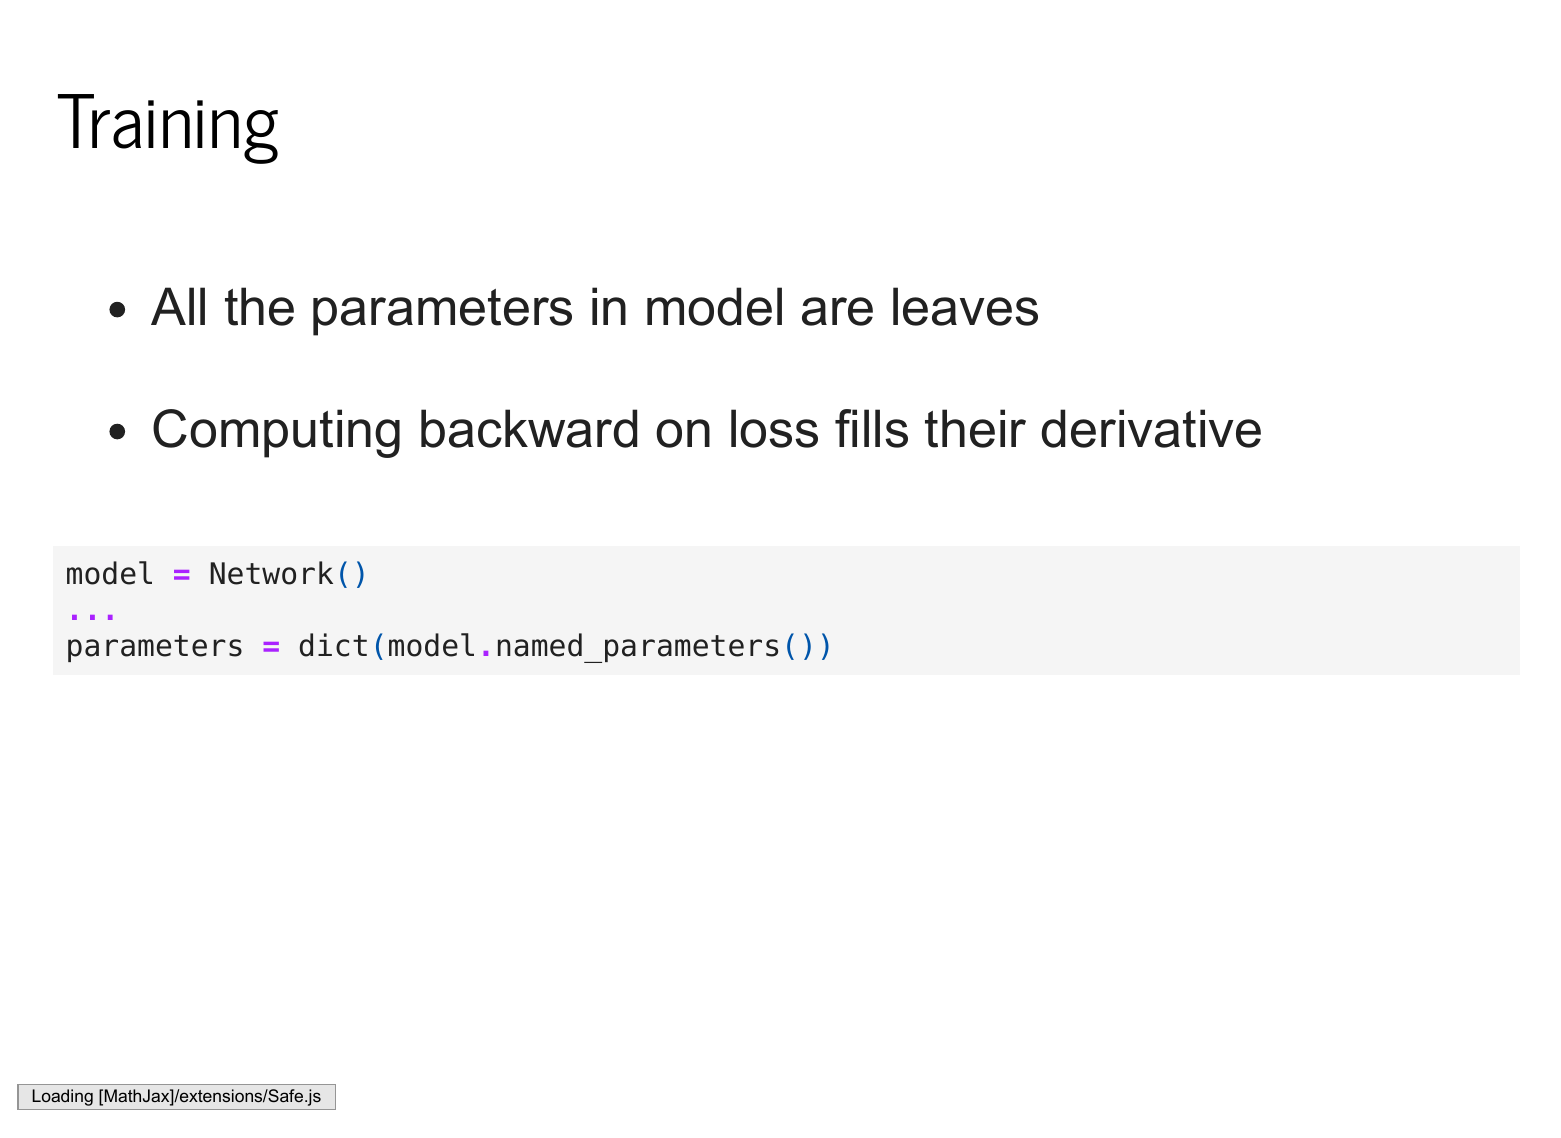 Training
• All the parameters in model are leaves
• Computing backward on loss fills their derivative
model = Network()
...
parameters = dict(model.named_parameters())
Loading [MathJax]/extensions/Safe.js